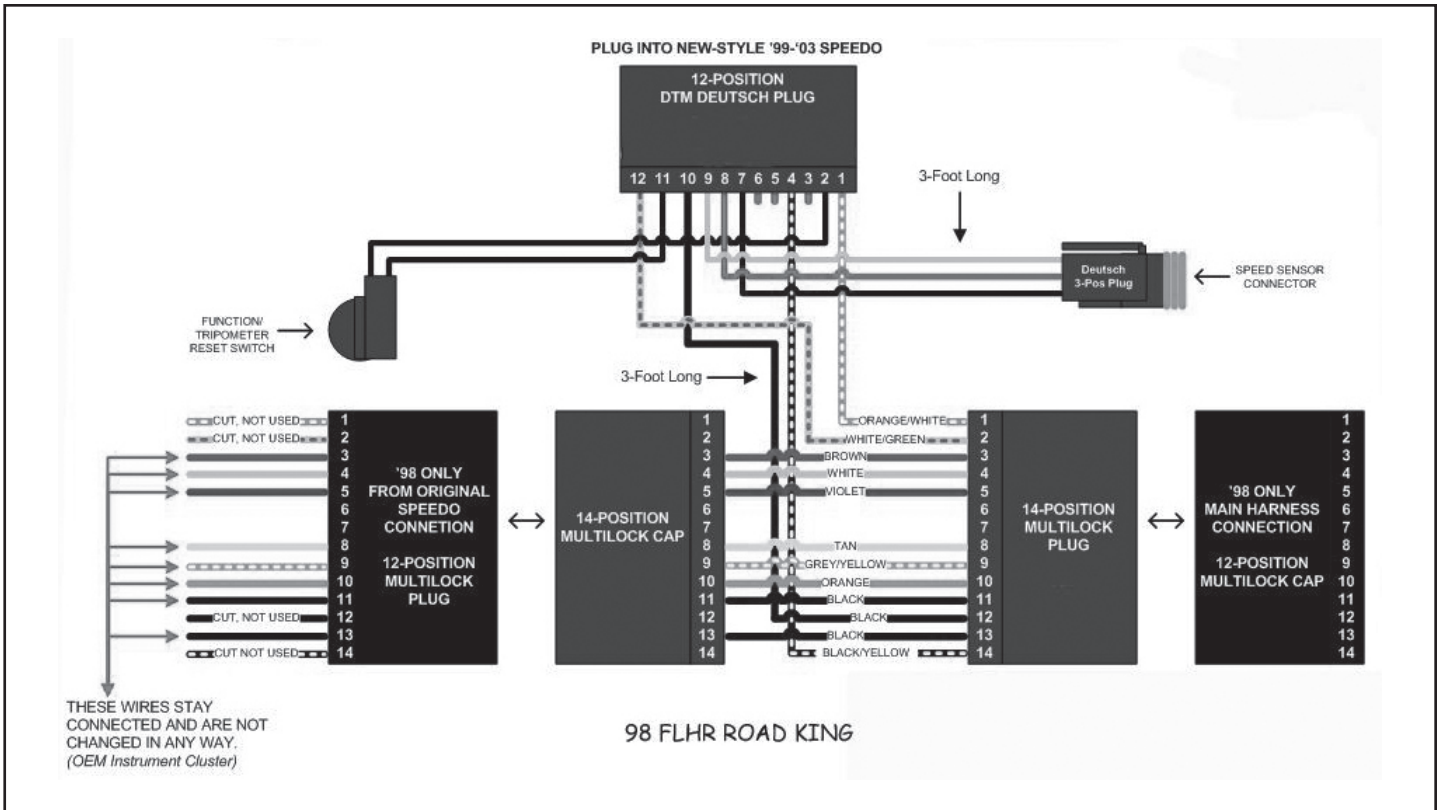 PLUG INTO NEW-STYLE '99-'03 SPEEDO
12-POSITION
DTM DEUTSCH PLUG
12 11 10 9 8 7 6 5 4 3 2 1
3-Foot Long
Deutsch
3-Pos Plug
SPEED SENSOR
CONNECTOR
FUNCTION/
TRIPOMETER
RESET SWITCH
3-Foot Long
CUT, NOT USED
CUT, NOT USED
CUT, NOT USED
CUT NOT USED
1
2
3
4
5
6
7
8
9
10
11
12
13
14
'98 ONLY
FROM ORIGINAL
SPEEDO
CONNETION
12-POSITION
MULTILOCK
PLUG
14-POSITION
MULTILOCK CAP
1
2
3
4
5
6
7
8
9
10
11
12
13
14
ORANGE/WHITE
WHITE/GREEN
BROWN
WHITE
VIOLET
TAN
GREY/YELLOW
ORANGE
BLACK
BLACK
BLACK
BLACK/YELLOW
1
2
3
4
5
6
7
8
9
10
11
12
13
14
14-POSITION
MULTILOCK
PLUG
'98 ONLY
MAIN HARNESS
CONNECTION
12-POSITION
MULTILOCK CAP
1
2
3
4
5
6
7
8
9
10
11
12
13
14
THESE WIRES STAY
CONNECTED AND ARE NOT
CHANGED IN ANY WAY.
(OEM Instrument Cluster)
98 FLHR ROAD KING